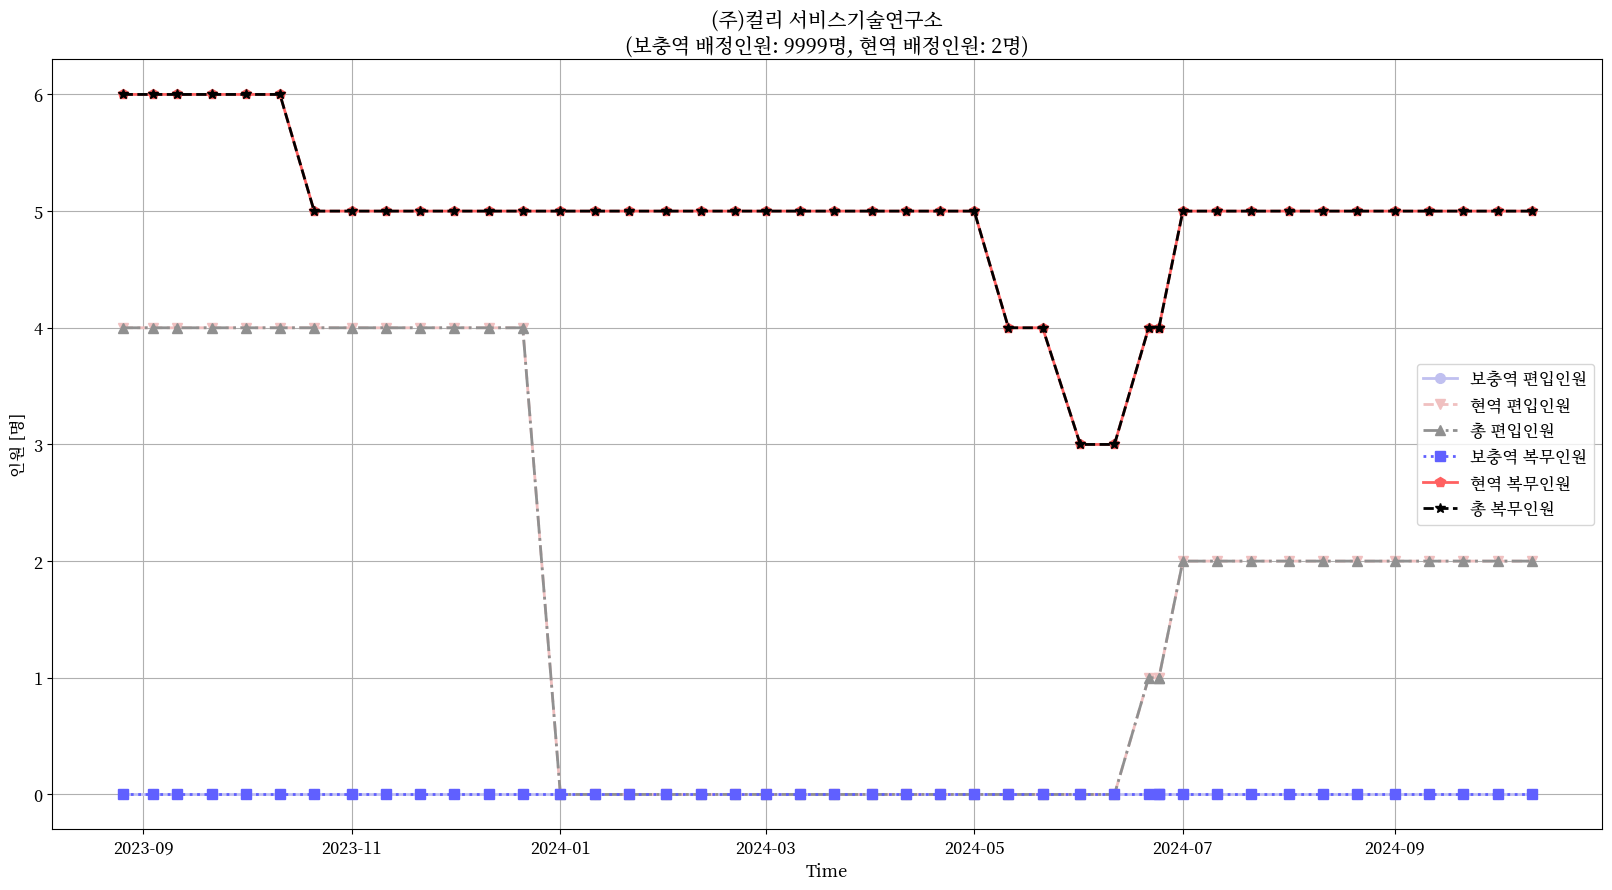 (주)컬리 서비스기술연구소
(보충역 배정인원: 9999명, 현역 배정인원: 2명)
인원 [명]
6
5
4
3
2
1
0
보충역 편입인원
현역 편입인원
총 편입인원
보충역 복무인원
현역 복무인원
총 복무인원
2023-09 2023-11 2024-01 2024-03 2024-05 2024-07 2024-09
Time